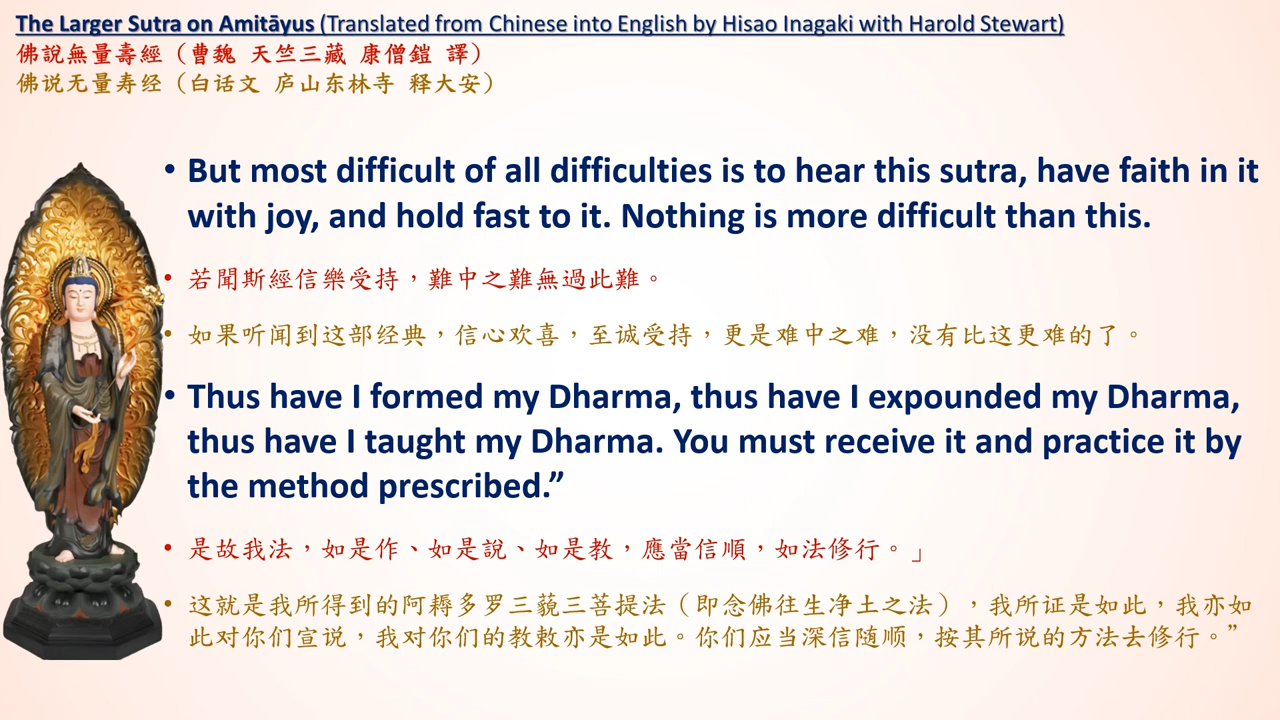 The Larger Sutra on Amitāyus (Translated from Chinese into English by Hisao Inagaki with Harold Stewart)
佛說無量壽經（曹魏 天竺三藏 康僧鎧 譯）
佛说无量寿经（白话文 庐山东林寺 释大安）
• But most difficult of all difficulties is to hear this sutra, have faith in it
with joy, and hold fast to it. Nothing is more difficult than this.
• 若聞斯經信樂受持，難中之難無過此難。
• 如果听闻到这部经典，信心欢喜，至诚受持，更是难中之难，没有比这更难的了。
• Thus have I formed my Dharma, thus have I expounded my Dharma,
thus have I taught my Dharma. You must receive it and practice it by
the method prescribed.”
• 是故我法，如是作、如是說、如是教，應當信順，如法修行。」
• 这就是我所得到的阿耨多罗三藐三菩提法（即念佛往生净土之法），我所证是如此，我亦如
此对你们宣说，我对你们的教敕亦是如此。你们应当深信随顺，按其所说的方法去修行。”